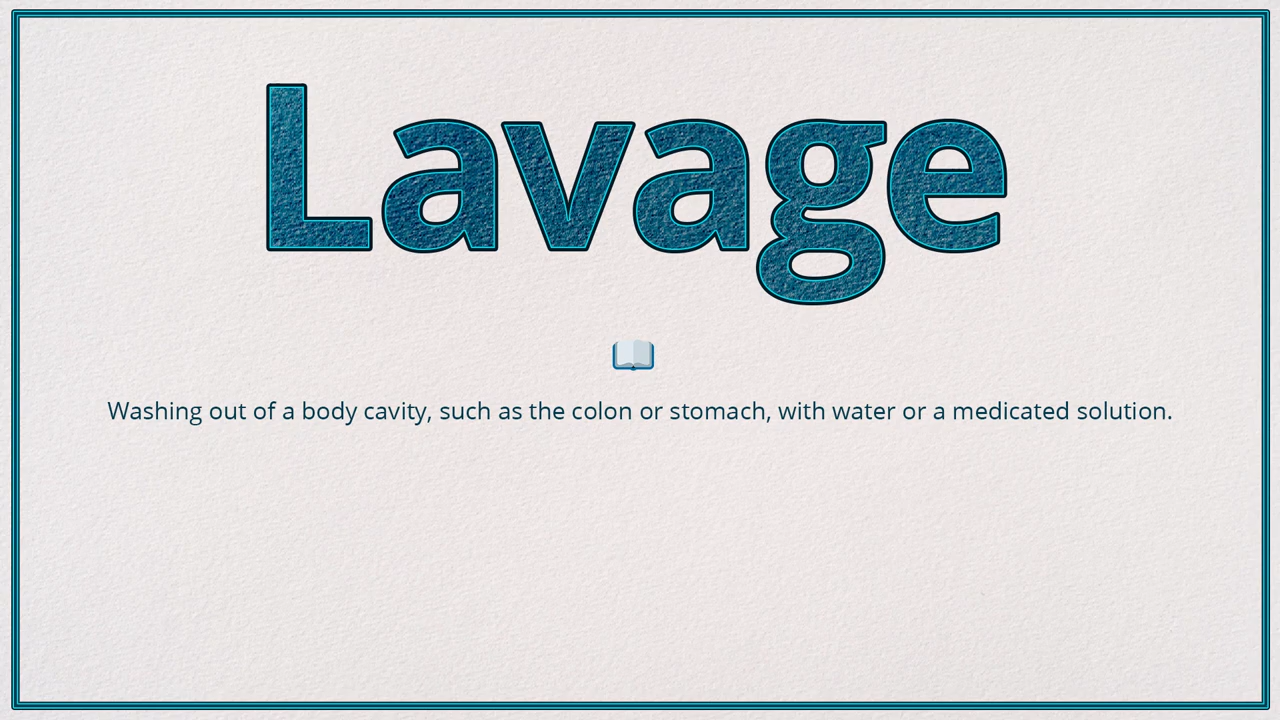 Lavage
Washing out of a body cavity, such as the colon or stomach, with water or a medicated solution.